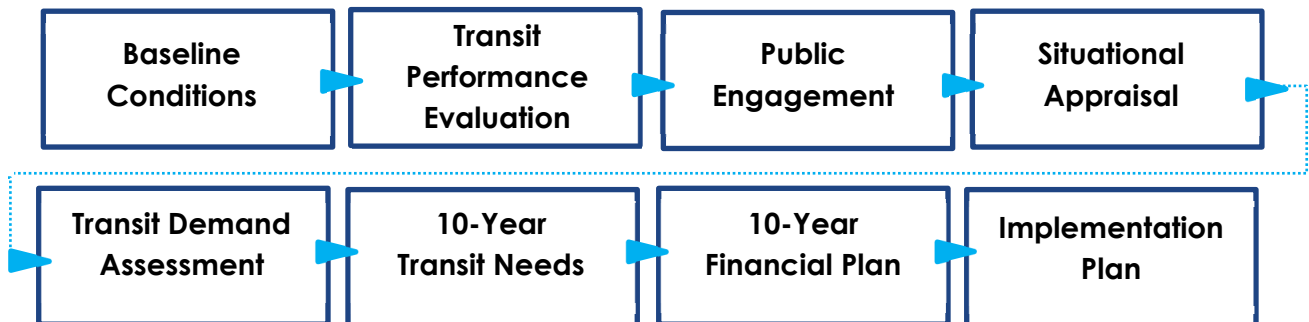 Baseline
Conditions
Transit
Performance
Evaluation
Public
Engagement
Situational
Appraisal
Transit Demand
Assessment
10-Year
Transit Needs
10-Year
Financial Plan
Implementation
Plan